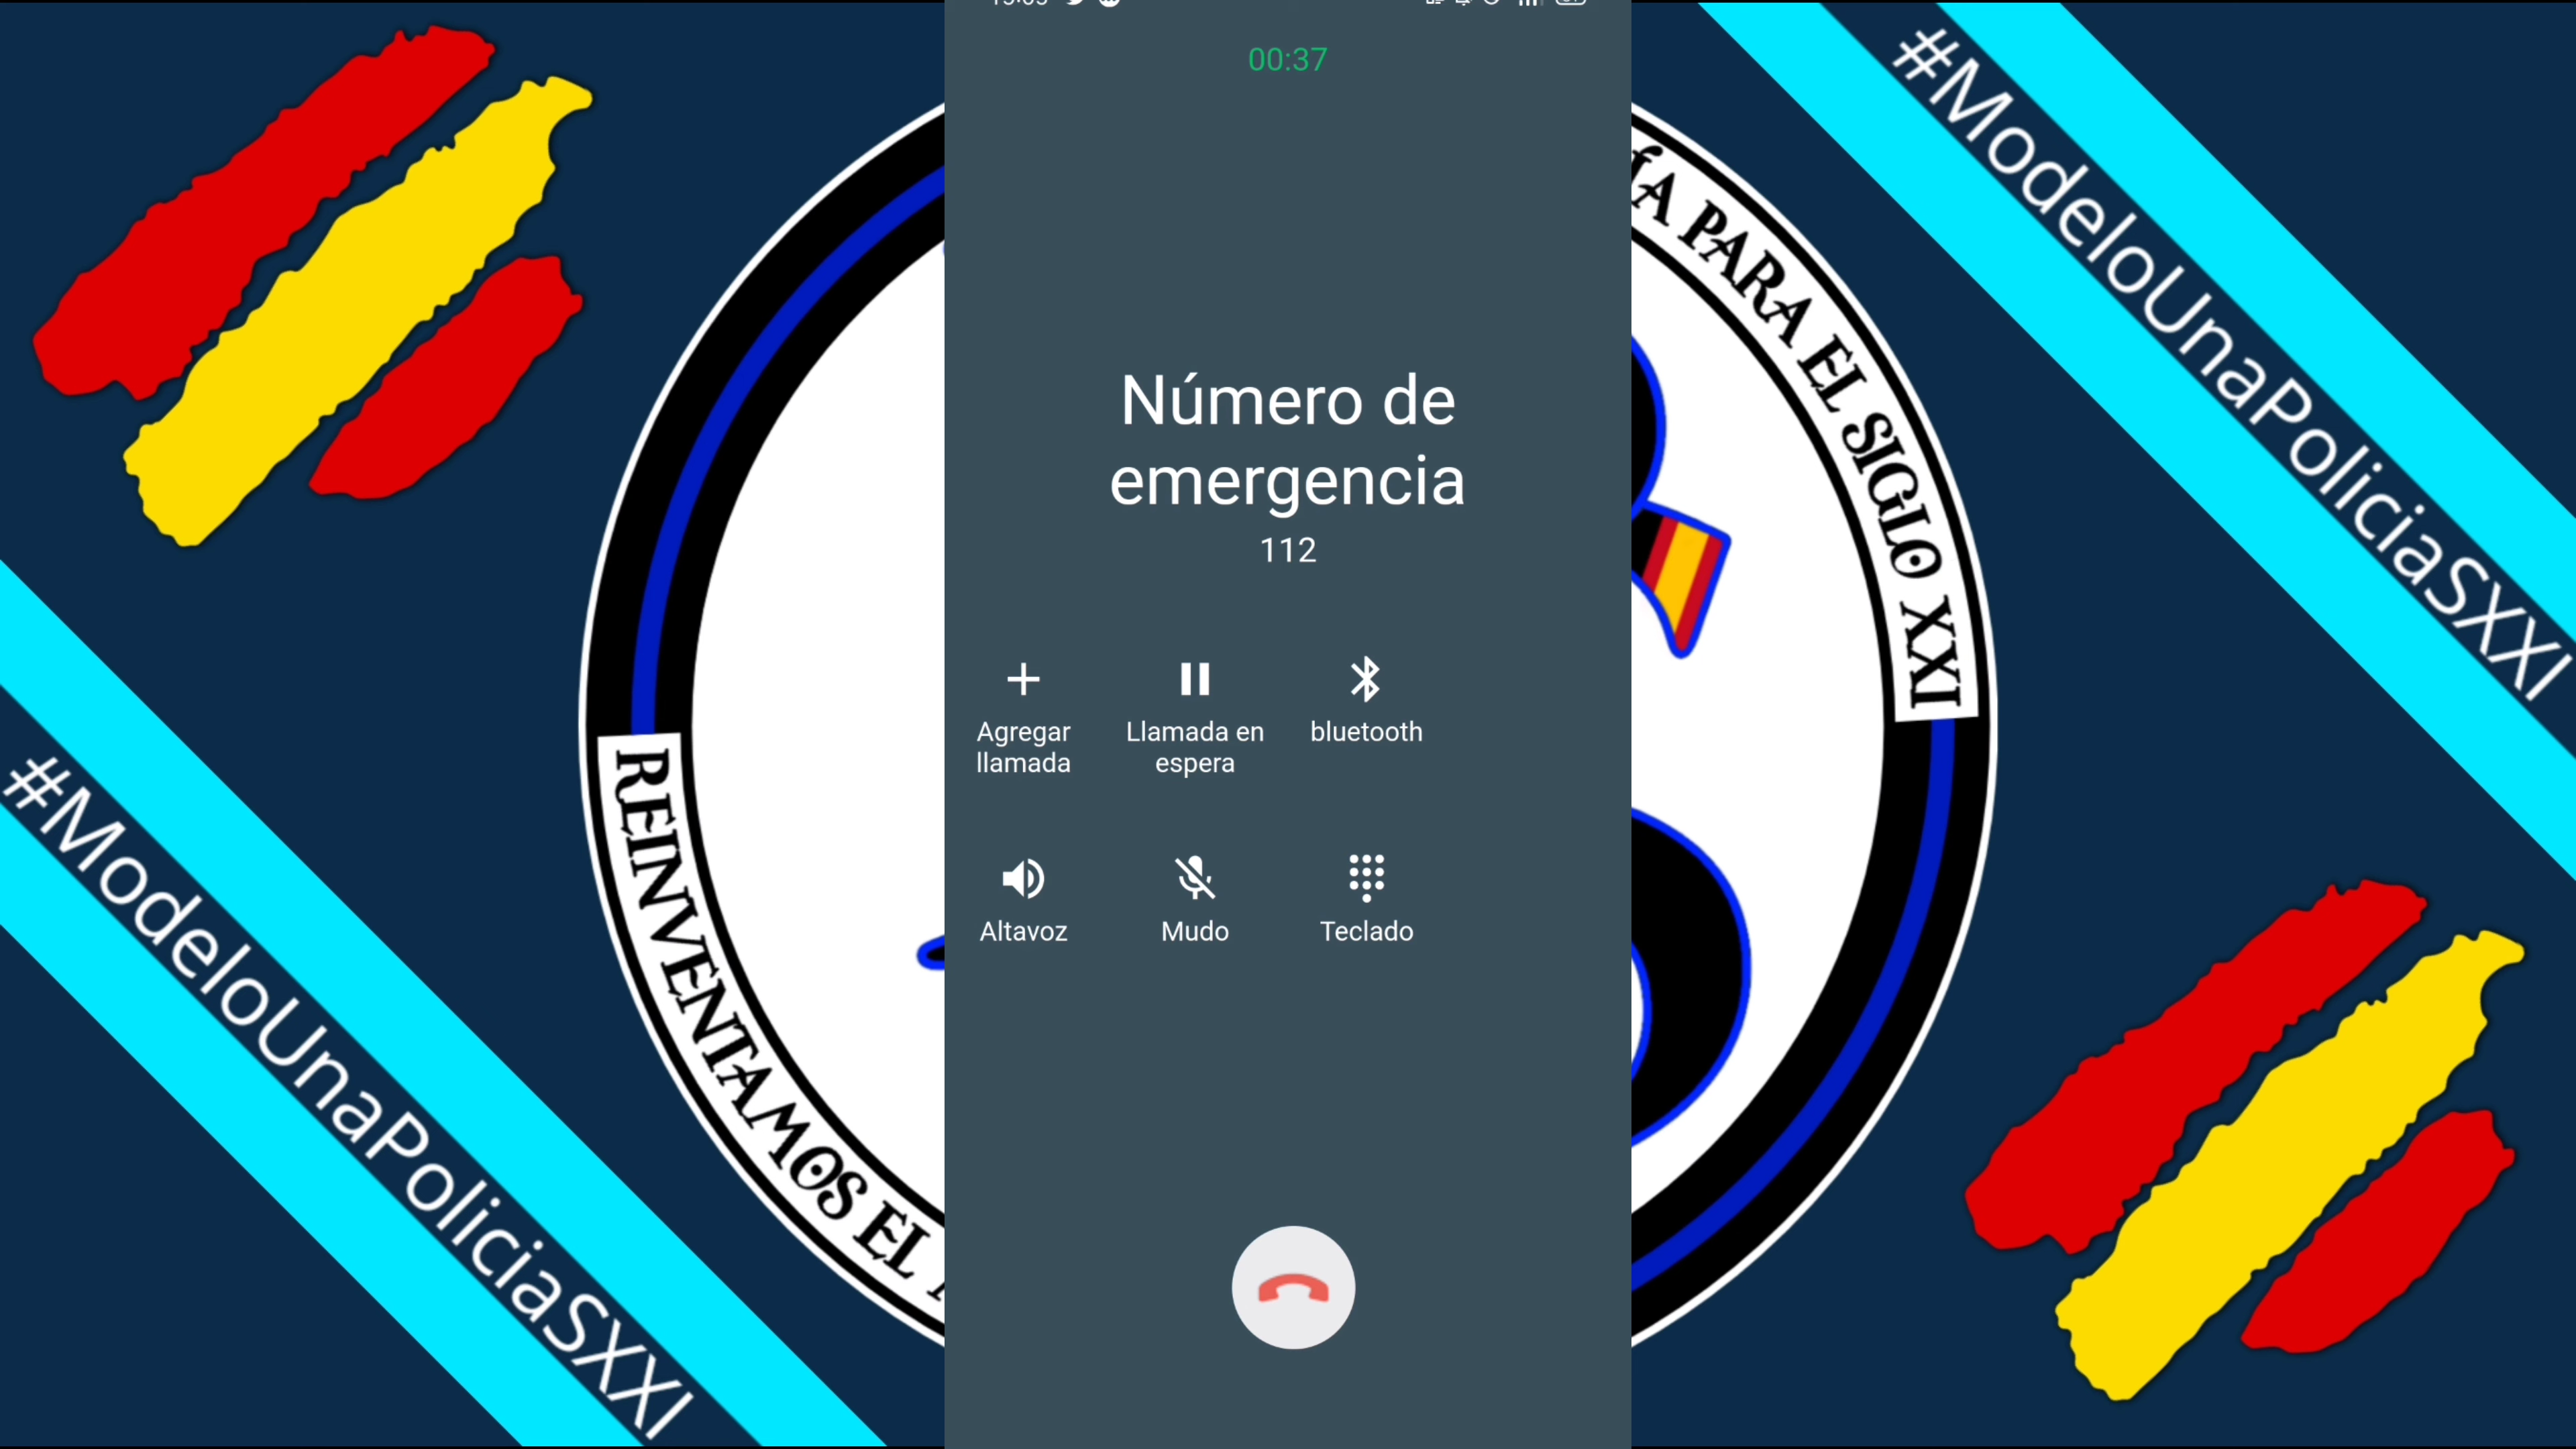 00:37
Número de
emergencia
112
Agregar
llamada
Llamada en
espera
bluetooth
Altavoz
Mudo
Teclado
#ModeloUnaPoliciaSXXI
PARA EL SIGLO XXI
REINVENTAMOS EL
#ModeloUnaPoliciaSXXI